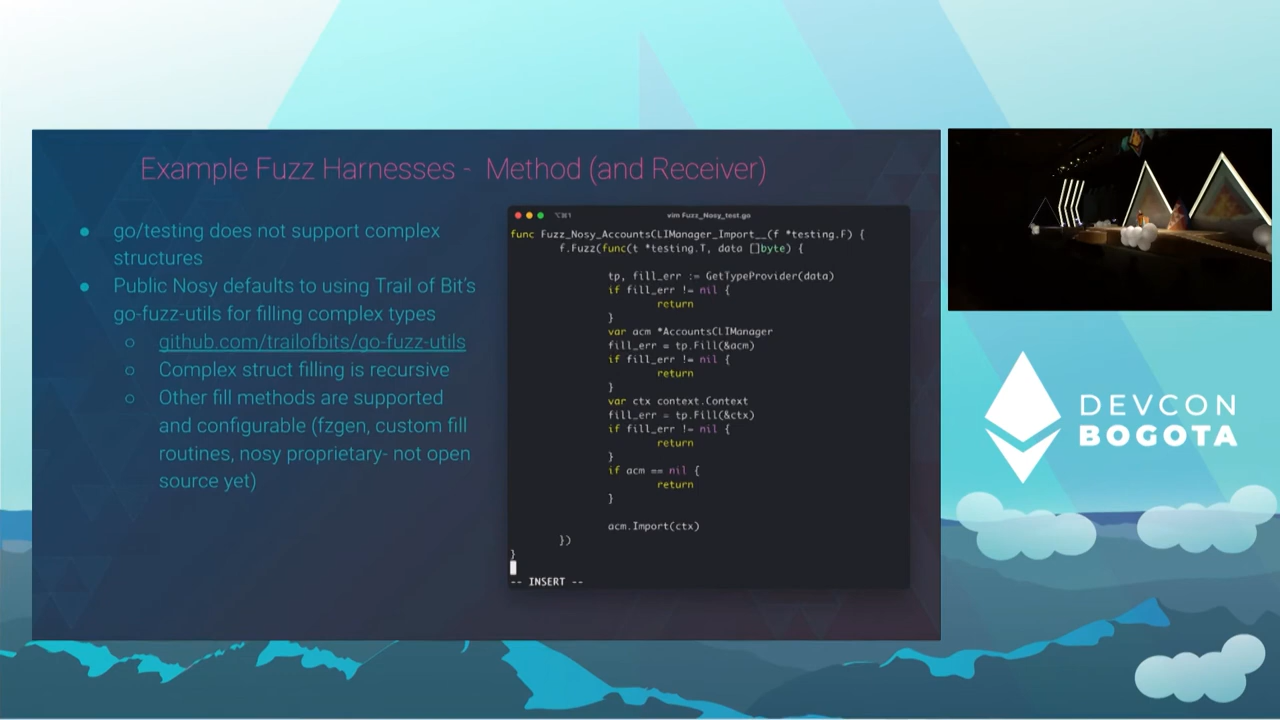 Example Fuzz Harnesses - Method (and Receiver)
● go/testing does not support complex
structures
● Public Nosy defaults to using Trail of Bit's
go-fuzz-utils for filling complex types
○ github.com/trailofbits/go-fuzz-utils
○ Complex struct filling is recursive
○ Other fill methods are supported
and configurable (fzgen, custom fill
routines, nosy proprietary- not open
source yet)
⌥⌘1 vim Fuzz_Nosy_test.go
func Fuzz_Nosy_AccountsCLIManager_Import__(f *testing.F) {
f.Fuzz(func(t *testing.T, data []byte) {
tp, fill_err := GetTypeProvider(data)
if fill_err != nil {
return
}
var acm *AccountsCLIManager
fill_err = tp.Fill(&acm)
if fill_err != nil {
return
}
var ctx context.Context
fill_err = tp.Fill(&ctx)
if fill_err != nil {
return
}
if acm == nil {
return
}
acm.Import(ctx)
})
}
-- INSERT --
DEVCON
BOGOTA